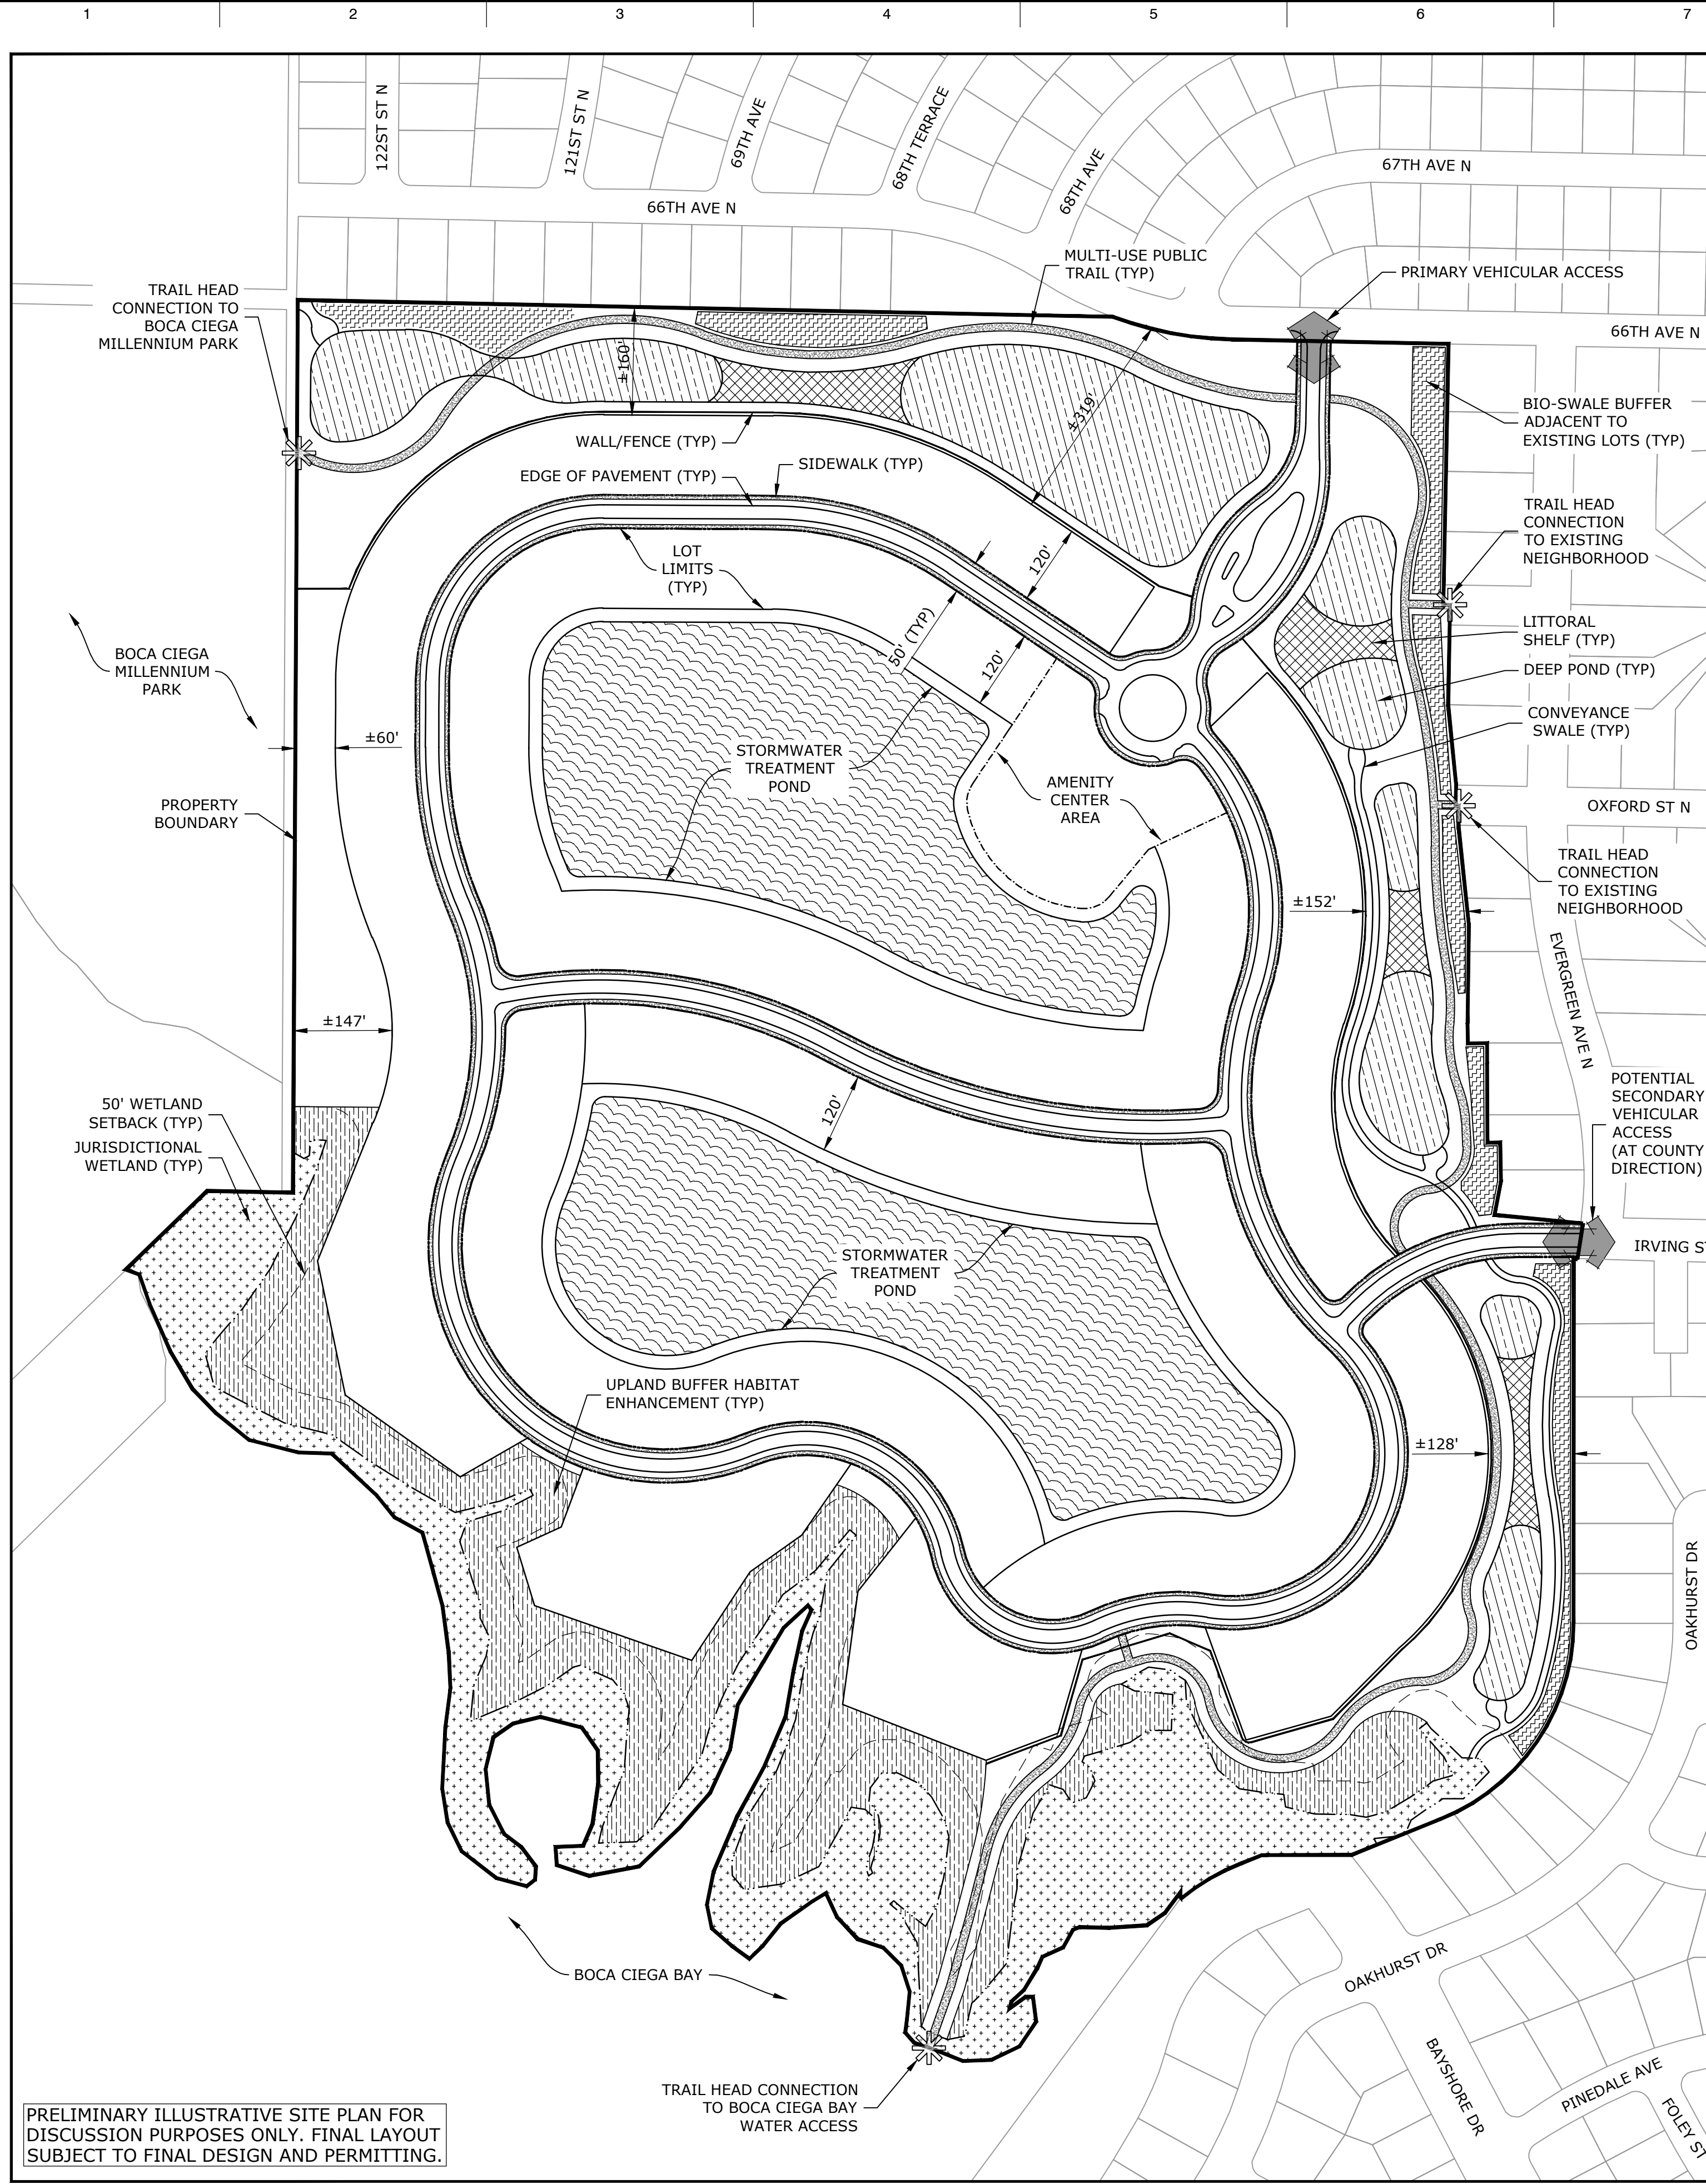 1
2
3
4
5
6
7
122ST ST N
121ST ST N
69TH AVE
68TH TERRACE
68TH AVE
67TH AVE N
66TH AVE N
MULTI-USE PUBLIC
TRAIL (TYP)
PRIMARY VEHICULAR ACCESS
66TH AVE N
TRAIL HEAD
CONNECTION TO
BOCA CIEGA
MILLENNIUM PARK
±160'
±319'
BIO-SWALE BUFFER
ADJACENT TO
EXISTING LOTS (TYP)
WALL/FENCE (TYP)
SIDEWALK (TYP)
EDGE OF PAVEMENT (TYP)
TRAIL HEAD
CONNECTION
TO EXISTING
NEIGHBORHOOD
LOT
LIMITS
(TYP)
120'
50' (TYP)
120'
LITTORAL
SHELF (TYP)
DEEP POND (TYP)
BOCA CIEGA
MILLENNIUM
PARK
CONVEYANCE
SWALE (TYP)
±60'
STORMWATER
TREATMENT
POND
AMENITY
CENTER
AREA
PROPERTY
BOUNDARY
OXFORD ST N
TRAIL HEAD
CONNECTION
TO EXISTING
NEIGHBORHOOD
±152'
EVERGREEN AVE N
±147'
POTENTIAL
SECONDARY
VEHICULAR
ACCESS
(AT COUNTY
DIRECTION)
50' WETLAND
SETBACK (TYP)
JURISDICTIONAL
WETLAND (TYP)
120'
IRVING S
STORMWATER
TREATMENT
POND
UPLAND BUFFER HABITAT
ENHANCEMENT (TYP)
±128'
OAKHURST DR
BOCA CIEGA BAY
OAKHURST DR
BAYSHORE DR
PINEDALE AVE
FOLEY ST
TRAIL HEAD CONNECTION
TO BOCA CIEGA BAY
WATER ACCESS
PRELIMINARY ILLUSTRATIVE SITE PLAN FOR
DISCUSSION PURPOSES ONLY. FINAL LAYOUT
SUBJECT TO FINAL DESIGN AND PERMITTING.